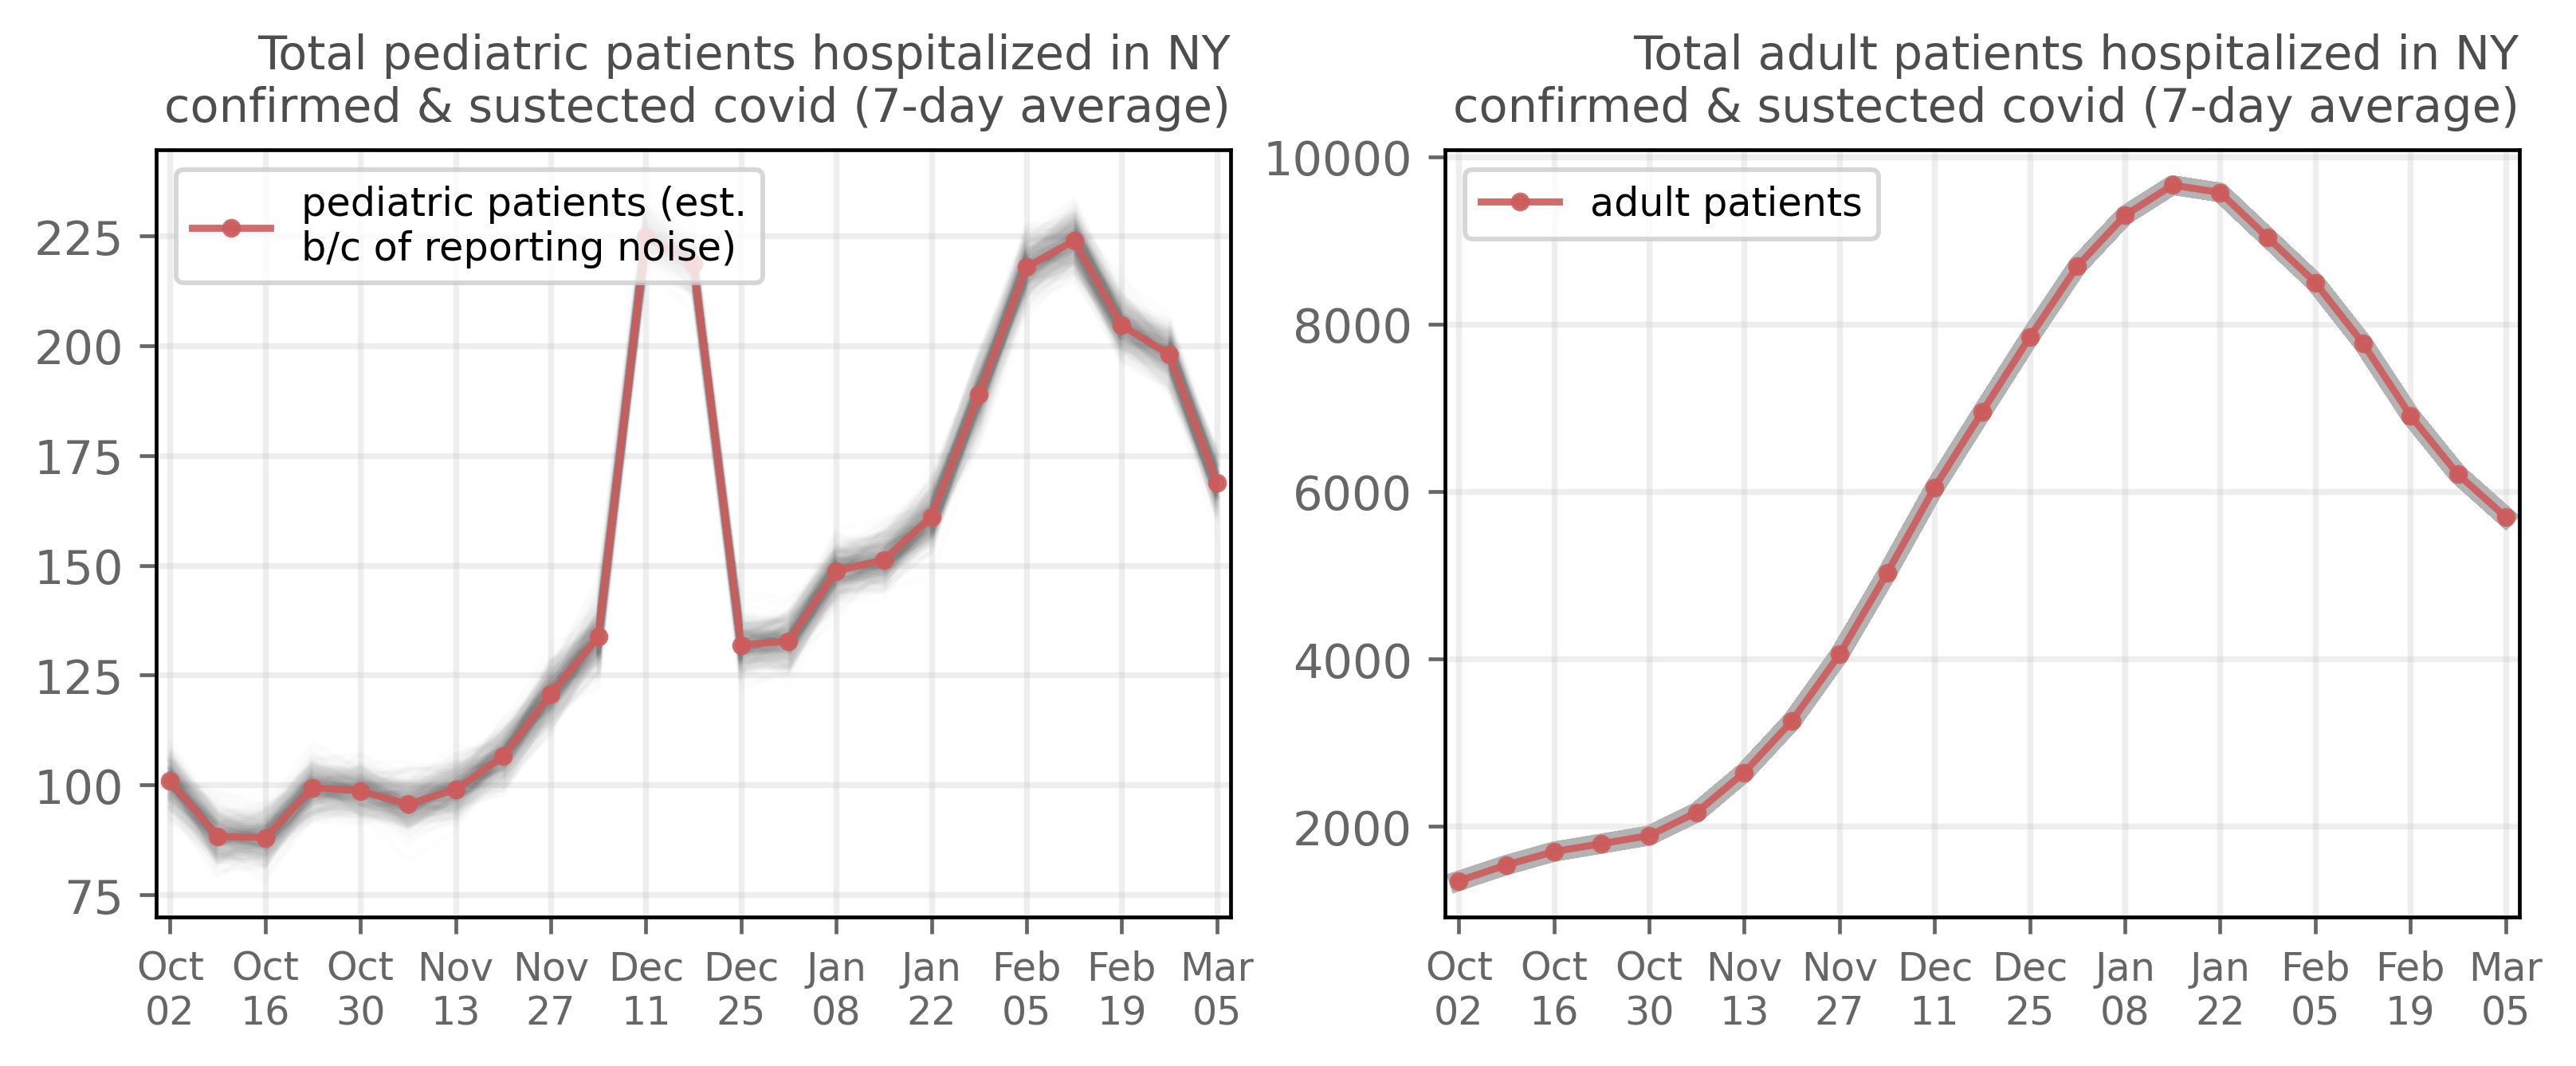 Total pediatric patients hospitalized in NY
confirmed & sustected covid (7-day average)
pediatric patients (est.
b/c of reporting noise)
225
200
175
150
125
100
75
Oct Oct Oct Nov Nov Dec Dec Jan Jan Feb Feb Mar
02 16 30 13 27 11 25 08 22 05 19 05
Total adult patients hospitalized in NY
confirmed & sustected covid (7-day average)
adult patients
10000
8000
6000
4000
2000
Oct Oct Oct Nov Nov Dec Dec Jan Jan Feb Feb Mar
02 16 30 13 27 11 25 08 22 05 19 05